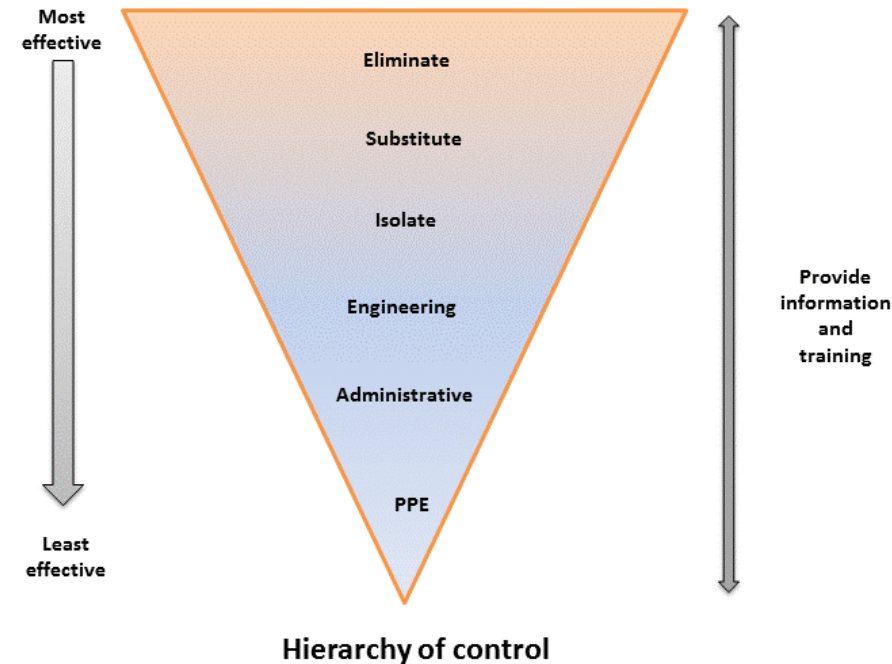 Most
effective
Eliminate
Substitute
Isolate
Engineering
Administrative
PPE
Least
effective
Provide
information
and
training
Hierarchy of control